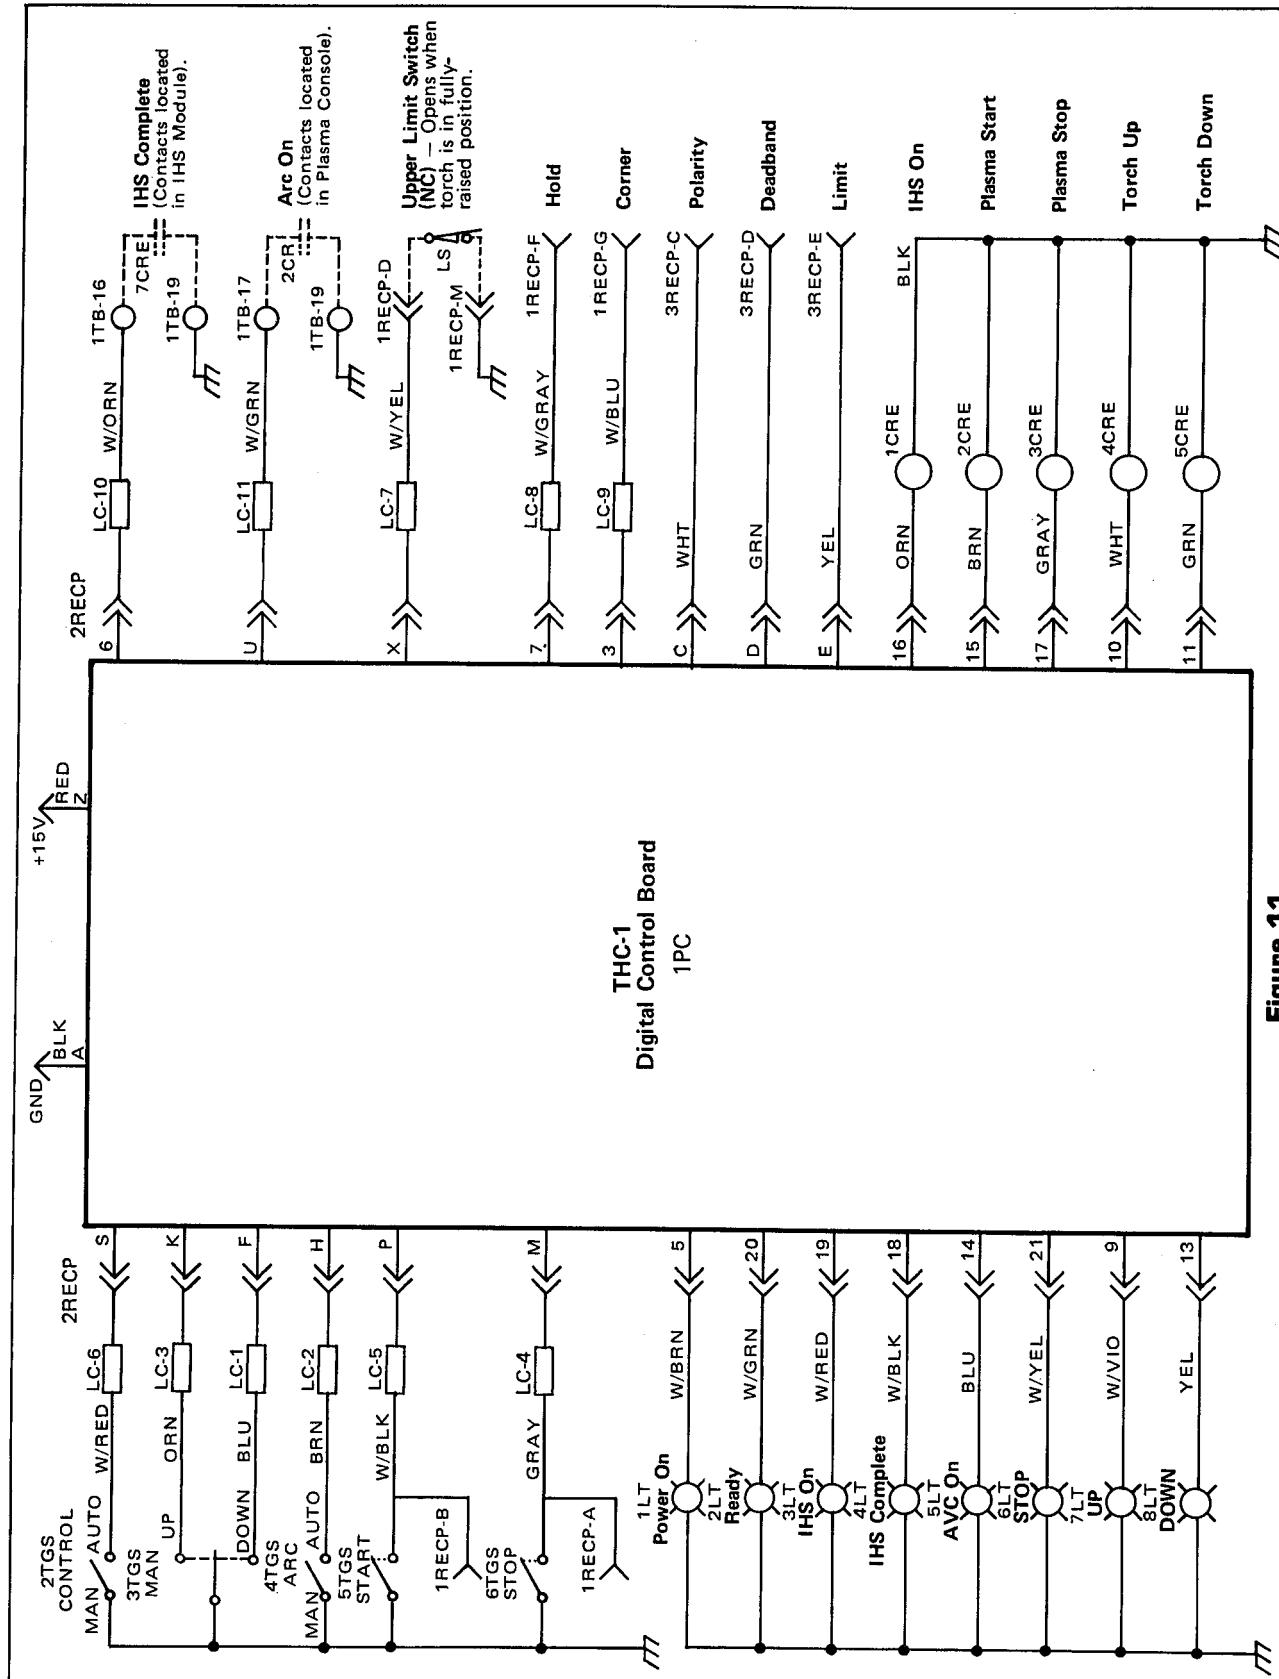 GND
BLK
A
+15V
RED
Z
2RECP
2TGS
CONTROL
MAN
AUTO
W/RED
LC-6
S
3TGS
MAN
UP
ORN
LC-3
K
DOWN
BLU
LC-1
F
4TGS
ARC
MAN
AUTO
BRN
LC-2
H
5TGS
START
W/BLK
LC-5
P
1RECP-B
6TGS
STOP
GRAY
LC-4
M
1RECP-A
1LT
Power On
W/BRN
5
2LT
Ready
W/GRN
20
3LT
IHS On
W/RED
19
4LT
IHS Complete
W/BLK
18
5LT
AVC On
BLU
14
6LT
STOP
W/YEL
21
7LT
UP
W/VIO
9
8LT
DOWN
YEL
13
THC-1
Digital Control Board
1PC
2RECP
6
LC-10
W/ORN
1TB-16
7CRE
1TB-19
IHS Complete
(Contacts located
in IHS Module).
U
LC-11
W/GRN
1TB-17
2CR
1TB-19
Arc On
(Contacts located
in Plasma Console).
X
LC-7
W/YEL
1RECP-D
LS
1RECP-M
Upper Limit Switch
(NC) — Opens when
torch is in fully-
raised position.
7
LC-8
W/GRAY
1RECP-F
Hold
3
LC-9
W/BLU
1RECP-G
Corner
C
WHT
3RECP-C
Polarity
D
GRN
3RECP-D
Deadband
E
YEL
3RECP-E
Limit
16
ORN
1CRE
BLK
IHS On
15
BRN
2CRE
Plasma Start
17
GRAY
3CRE
Plasma Stop
10
WHT
4CRE
Torch Up
11
GRN
5CRE
Torch Down
Figure 11